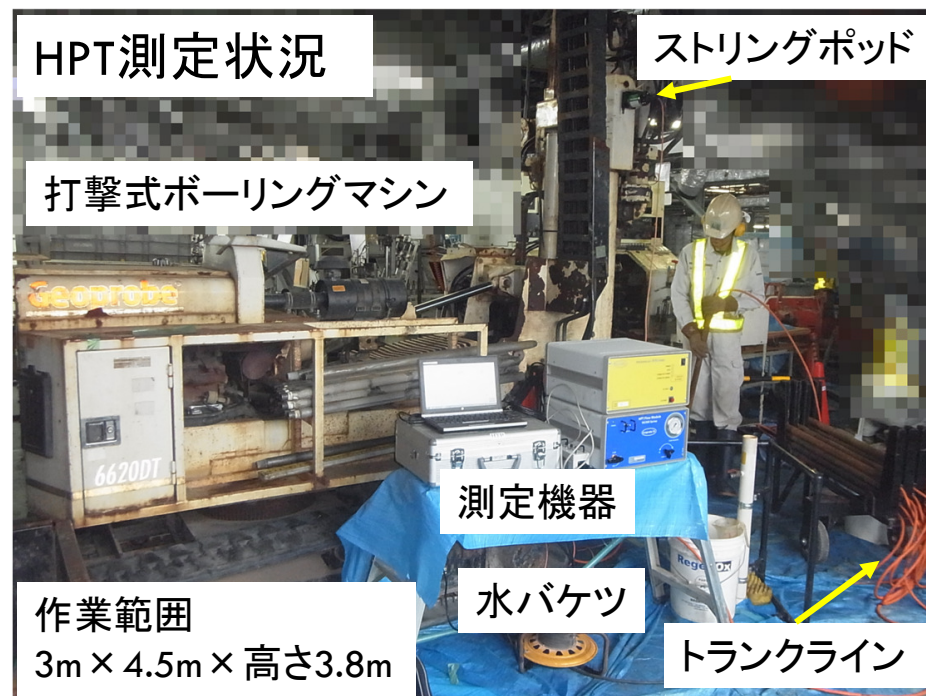 HPT測定状況
ストリングポッド
打撃式ボーリングマシン
Geoprobe
6620DT
測定機器
水バケツ
RegenOx
作業範囲
3m×4.5m×高さ3.8m
トランクライン